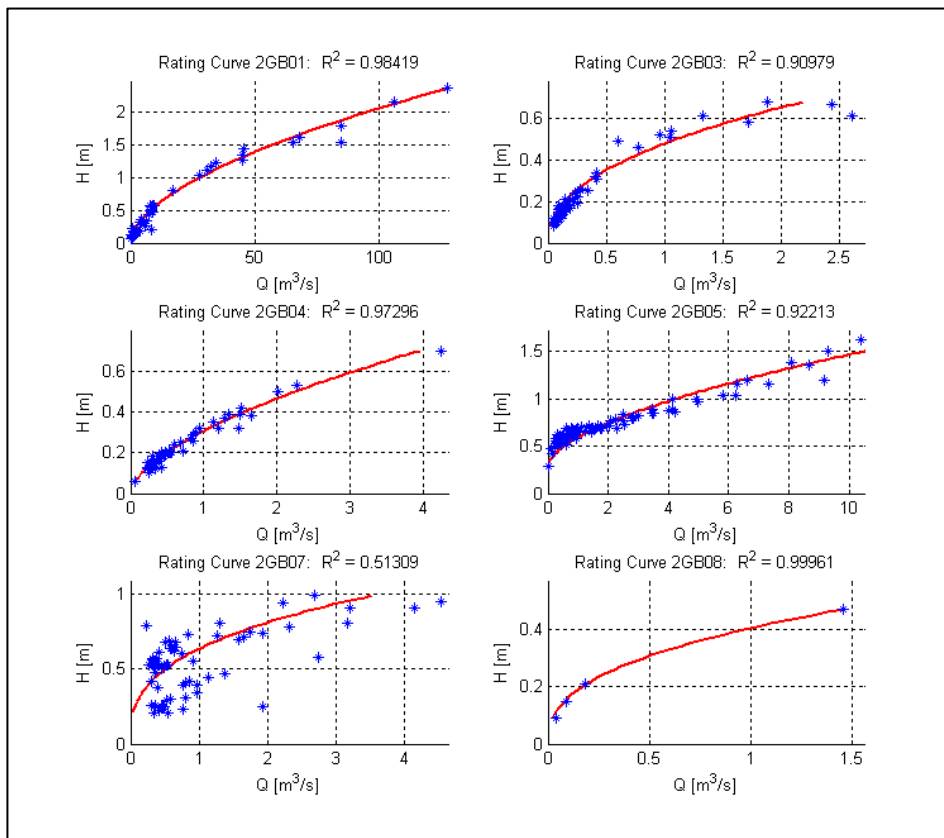 Rating Curve 2GB01: R² = 0.98419
H [m]
2
1.5
1
0.5
0
0
50
100
Q [m³/s]
Rating Curve 2GB03: R² = 0.90979
H [m]
0.6
0.4
0.2
0
0
0.5
1
1.5
2
2.5
Q [m³/s]
Rating Curve 2GB04: R² = 0.97296
H [m]
0.6
0.4
0.2
0
0
1
2
3
4
Q [m³/s]
Rating Curve 2GB05: R² = 0.92213
H [m]
1.5
1
0.5
0
0
2
4
6
8
10
Q [m³/s]
Rating Curve 2GB07: R² = 0.51309
H [m]
1
0.5
0
0
1
2
3
4
Q [m³/s]
Rating Curve 2GB08: R² = 0.99961
H [m]
0.4
0.2
0
0
0.5
1
1.5
Q [m³/s]